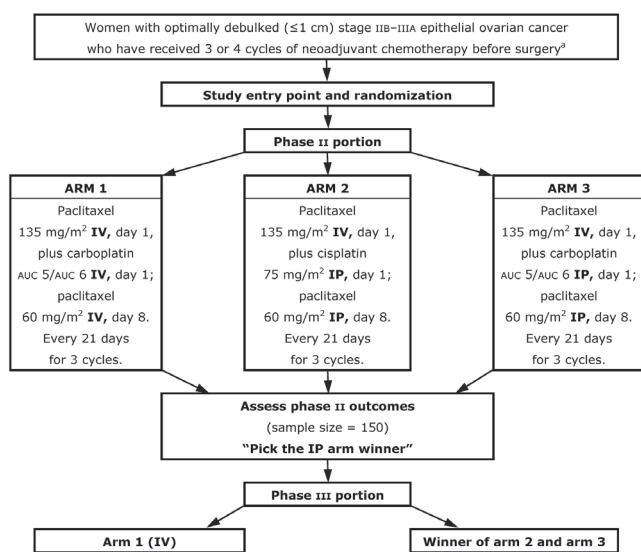 Women with optimally debulked (≤1 cm) stage IIB–IIIA epithelial ovarian cancer
who have received 3 or 4 cycles of neoadjuvant chemotherapy before surgeryᵃ
Study entry point and randomization
Phase II portion
ARM 1
Paclitaxel
135 mg/m² IV, day 1,
plus carboplatin
AUC 5/AUC 6 IV, day 1;
paclitaxel
60 mg/m² IV, day 8.
Every 21 days
for 3 cycles.
ARM 2
Paclitaxel
135 mg/m² IV, day 1,
plus cisplatin
75 mg/m² IP, day 1;
paclitaxel
60 mg/m² IP, day 8.
Every 21 days
for 3 cycles.
ARM 3
Paclitaxel
135 mg/m² IV, day 1,
plus carboplatin
AUC 5/AUC 6 IP, day 1;
paclitaxel
60 mg/m² IP, day 8.
Every 21 days
for 3 cycles.
Assess phase II outcomes
(sample size = 150)
“Pick the IP arm winner”
Phase III portion
Arm 1 (IV)
Winner of arm 2 and arm 3